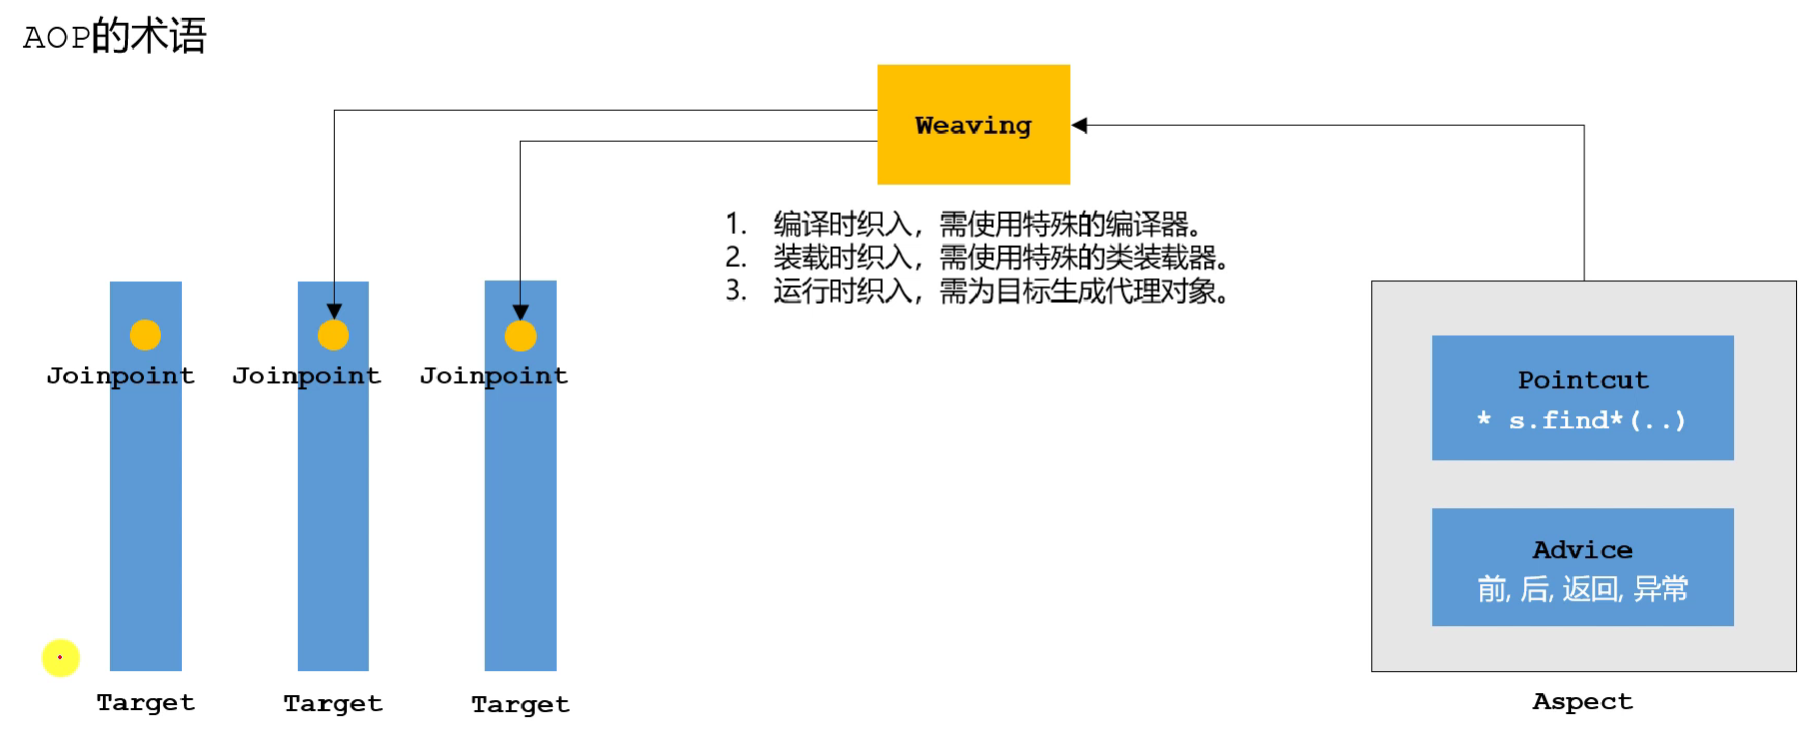 AOP的术语
Weaving
1. 编译时织入，需使用特殊的编译器。
2. 装载时织入，需使用特殊的类装载器。
3. 运行时织入，需为目标生成代理对象。
Joinpoint
Joinpoint
Joinpoint
Pointcut
* s.find*(..)
Advice
前, 后, 返回, 异常
Target
Target
Target
Aspect